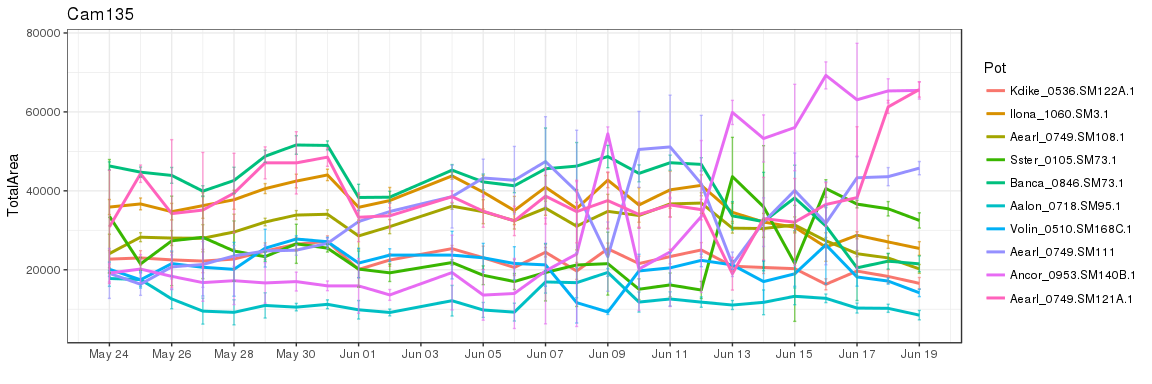 Cam135
TotalArea
80000
60000
40000
20000
May 24 May 26 May 28 May 30 Jun 01 Jun 03 Jun 05 Jun 07 Jun 09 Jun 11 Jun 13 Jun 15 Jun 17 Jun 19
Pot
Kdike_0536.SM122A.1
Ilona_1060.SM3.1
Aearl_0749.SM108.1
Sster_0105.SM73.1
Banca_0846.SM73.1
Aalon_0718.SM95.1
Volin_0510.SM168C.1
Aearl_0749.SM111
Ancor_0953.SM140B.1
Aearl_0749.SM121A.1